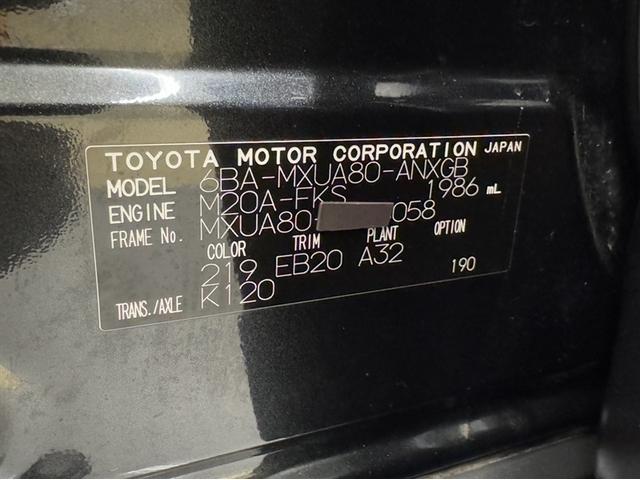 TOYOTA MOTOR CORPORATION JAPAN
MODEL 6BA-MXUA80-ANXGB
ENGINE M20A-FKS 1986 mL
FRAME No. MXUA80- 058
COLOR TRIM PLANT OPTION
219 EB20 A32 190
TRANS./AXLE K120